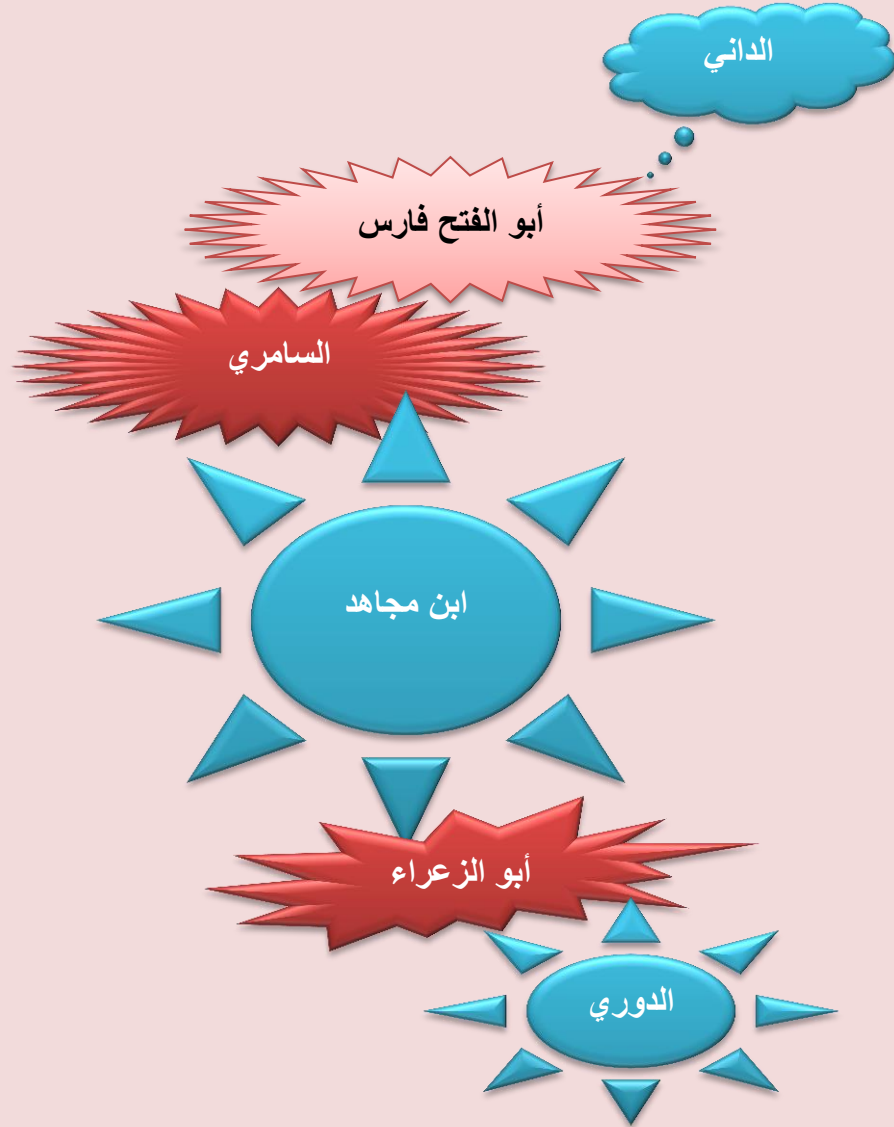 الداني
أبو الفتح فارس
السامري
ابن مجاهد
أبو الزعراء
الدوري